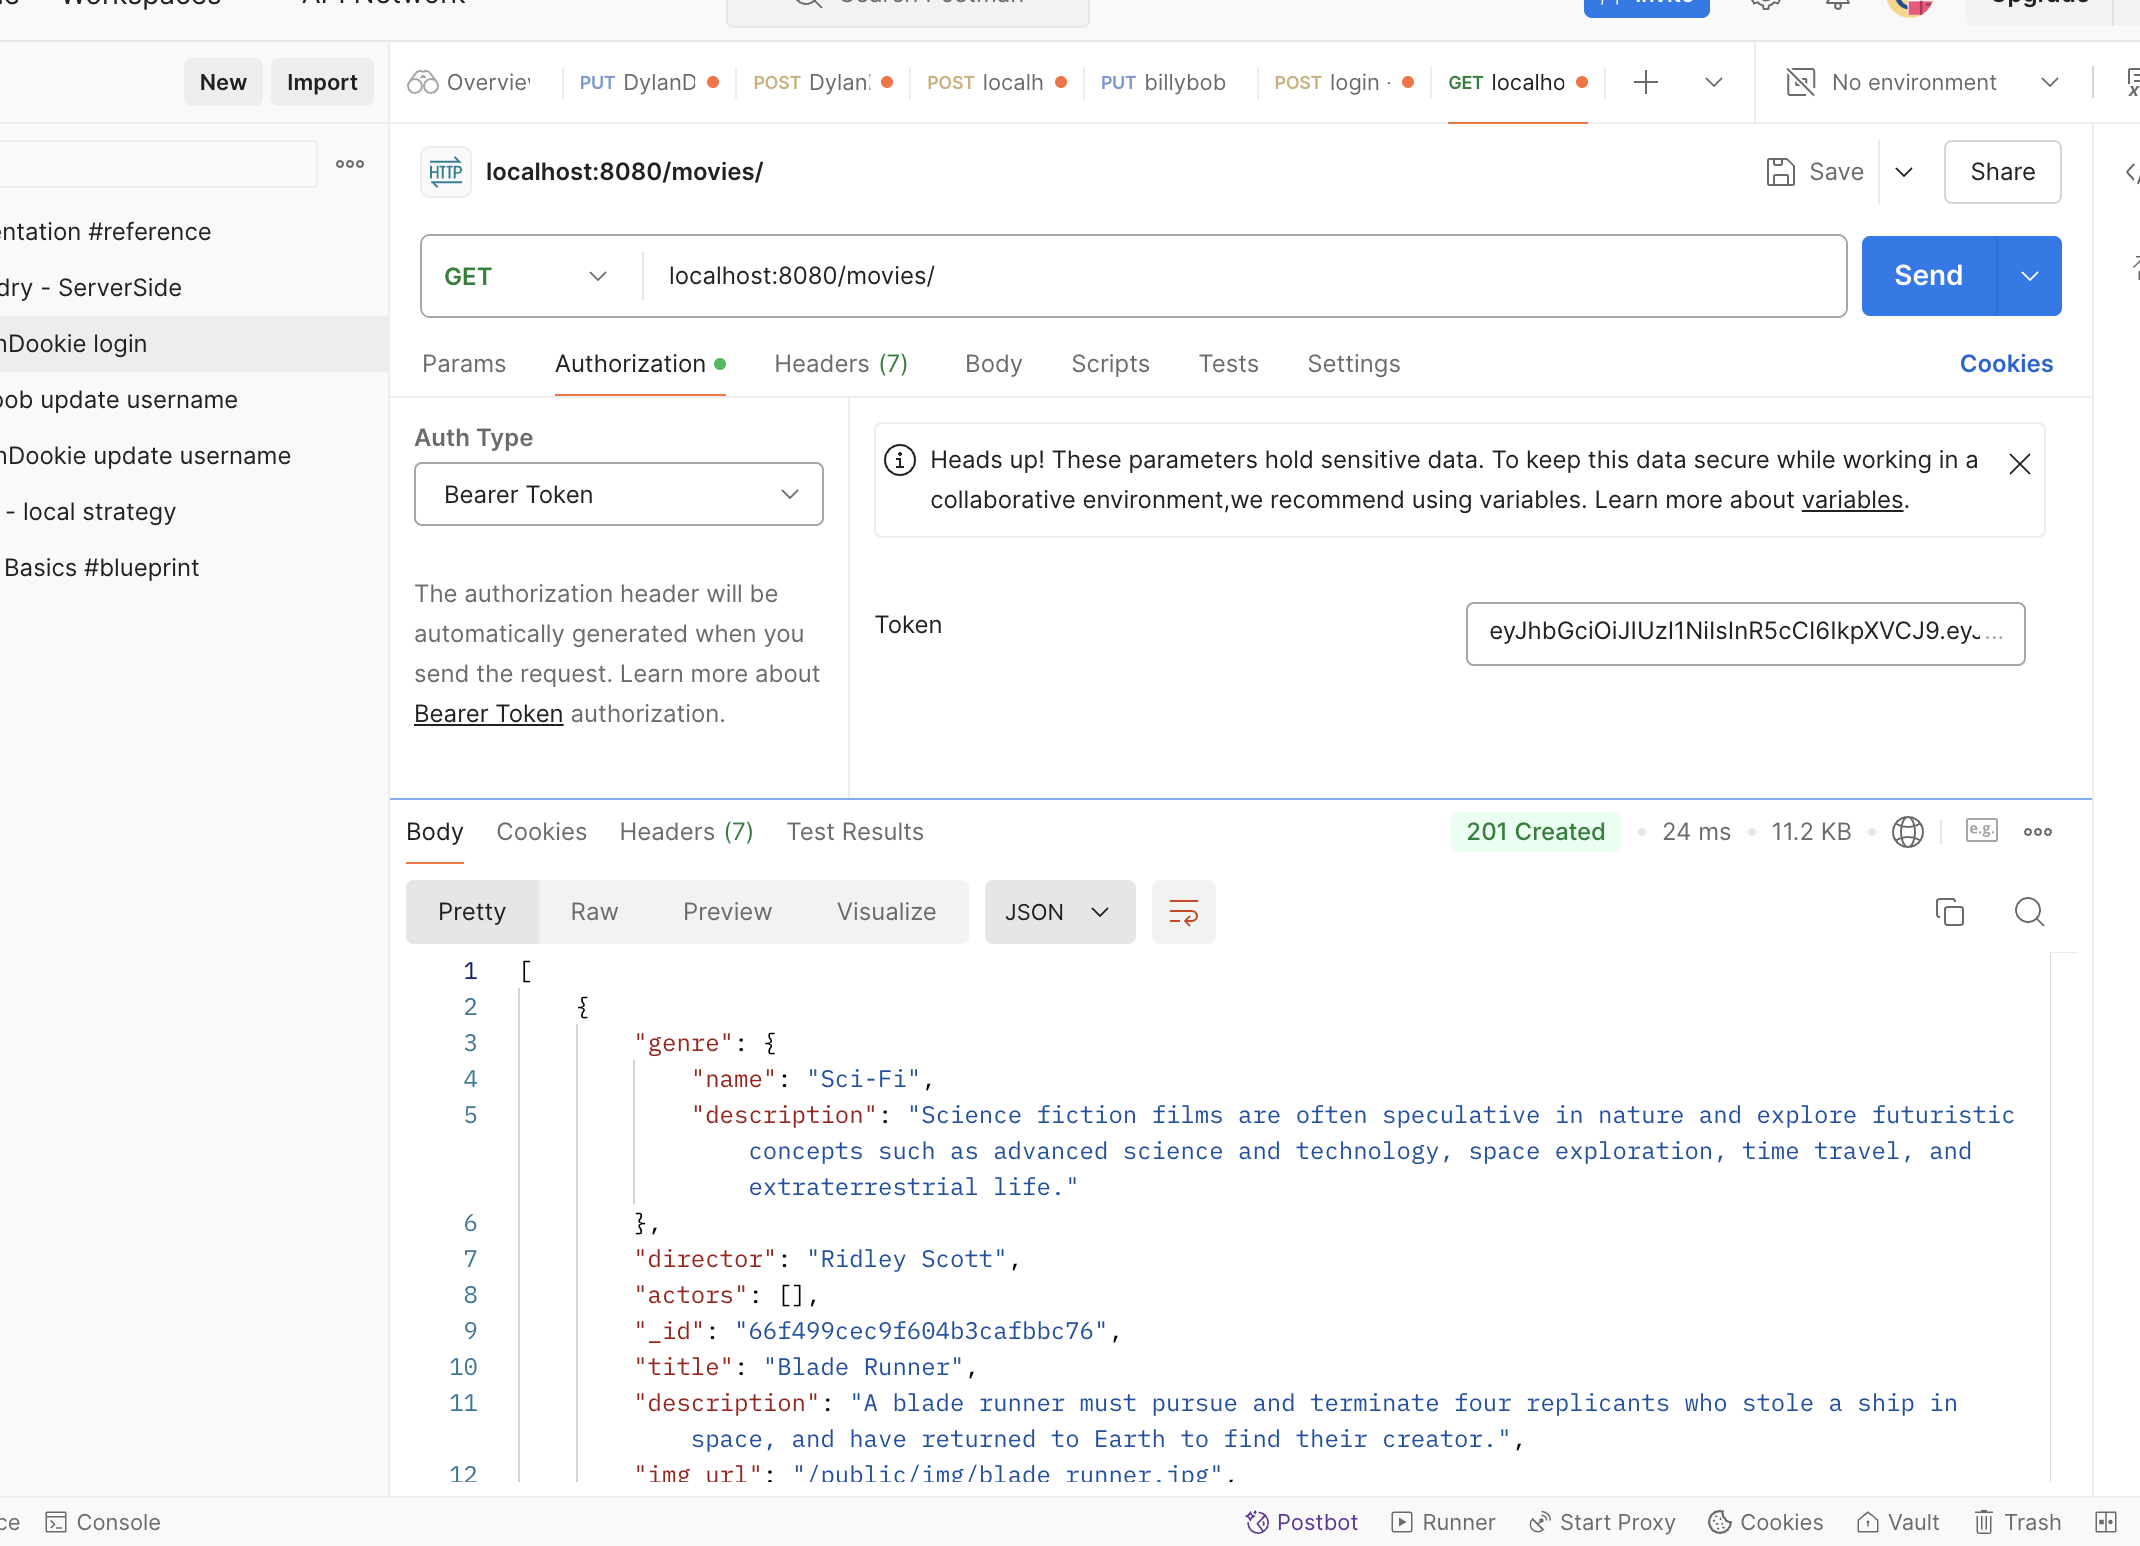 New
Import
Overvie
PUT DylanD
POST Dylan
POST localh
PUT billybob
POST login -
GET localho
No environment
entation #reference
dry - ServerSide
nDookie login
oob update username
nDookie update username
- local strategy
Basics #blueprint
HTTP
localhost:8080/movies/
Save
Share
GET
localhost:8080/movies/
Send
Params
Authorization
Headers (7)
Body
Scripts
Tests
Settings
Cookies
Auth Type
Bearer Token
The authorization header will be
automatically generated when you
send the request. Learn more about
Bearer Token authorization.
Heads up! These parameters hold sensitive data. To keep this data secure while working in a
collaborative environment,we recommend using variables. Learn more about variables.
Token
eyJhbGciOiJIUzI1NiIsInR5cCI6IkpXVCJ9.eyJ...
Body
Cookies
Headers (7)
Test Results
201 Created
24 ms
11.2 KB
e.g.
Pretty
Raw
Preview
Visualize
JSON
1 [
2 {
3 "genre": {
4 "name": "Sci-Fi",
5 "description": "Science fiction films are often speculative in nature and explore futuristic
concepts such as advanced science and technology, space exploration, time travel, and
extraterrestrial life."
6 },
7 "director": "Ridley Scott",
8 "actors": [],
9 "_id": "66f499cec9f604b3cafbbc76",
10 "title": "Blade Runner",
11 "description": "A blade runner must pursue and terminate four replicants who stole a ship in
space, and have returned to Earth to find their creator.",
12 "img_url": "/public/img/blade_runner.jpg",
ce
Console
Postbot
Runner
Start Proxy
Cookies
Vault
Trash